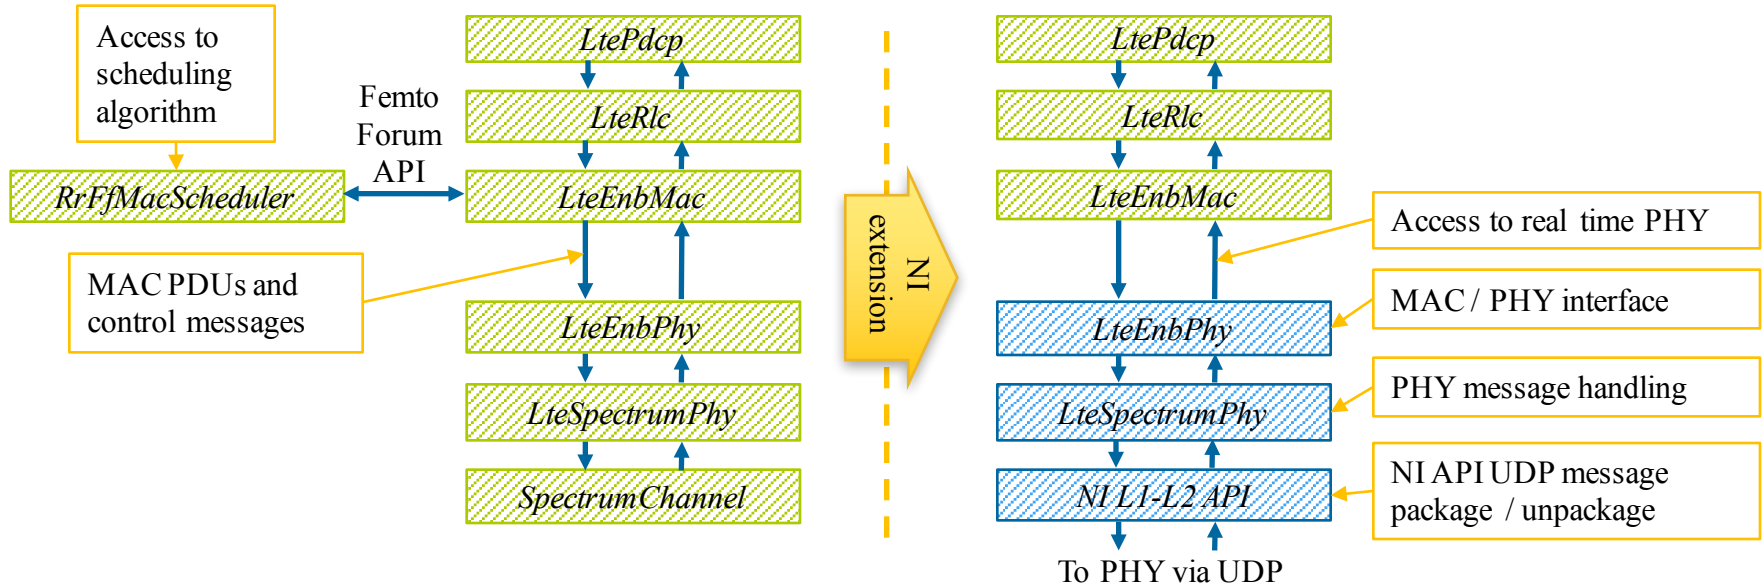 Access to
scheduling
algorithm
Femto
Forum
API
RrFfMacScheduler
MAC PDUs and
control messages
LtePdcp
LteRlc
LteEnbMac
LteEnbPhy
LteSpectrumPhy
SpectrumChannel
NI
extension
LtePdcp
LteRlc
LteEnbMac
LteEnbPhy
LteSpectrumPhy
NI L1-L2 API
To PHY via UDP
Access to real time PHY
MAC / PHY interface
PHY message handling
NI API UDP message
package / unpackage